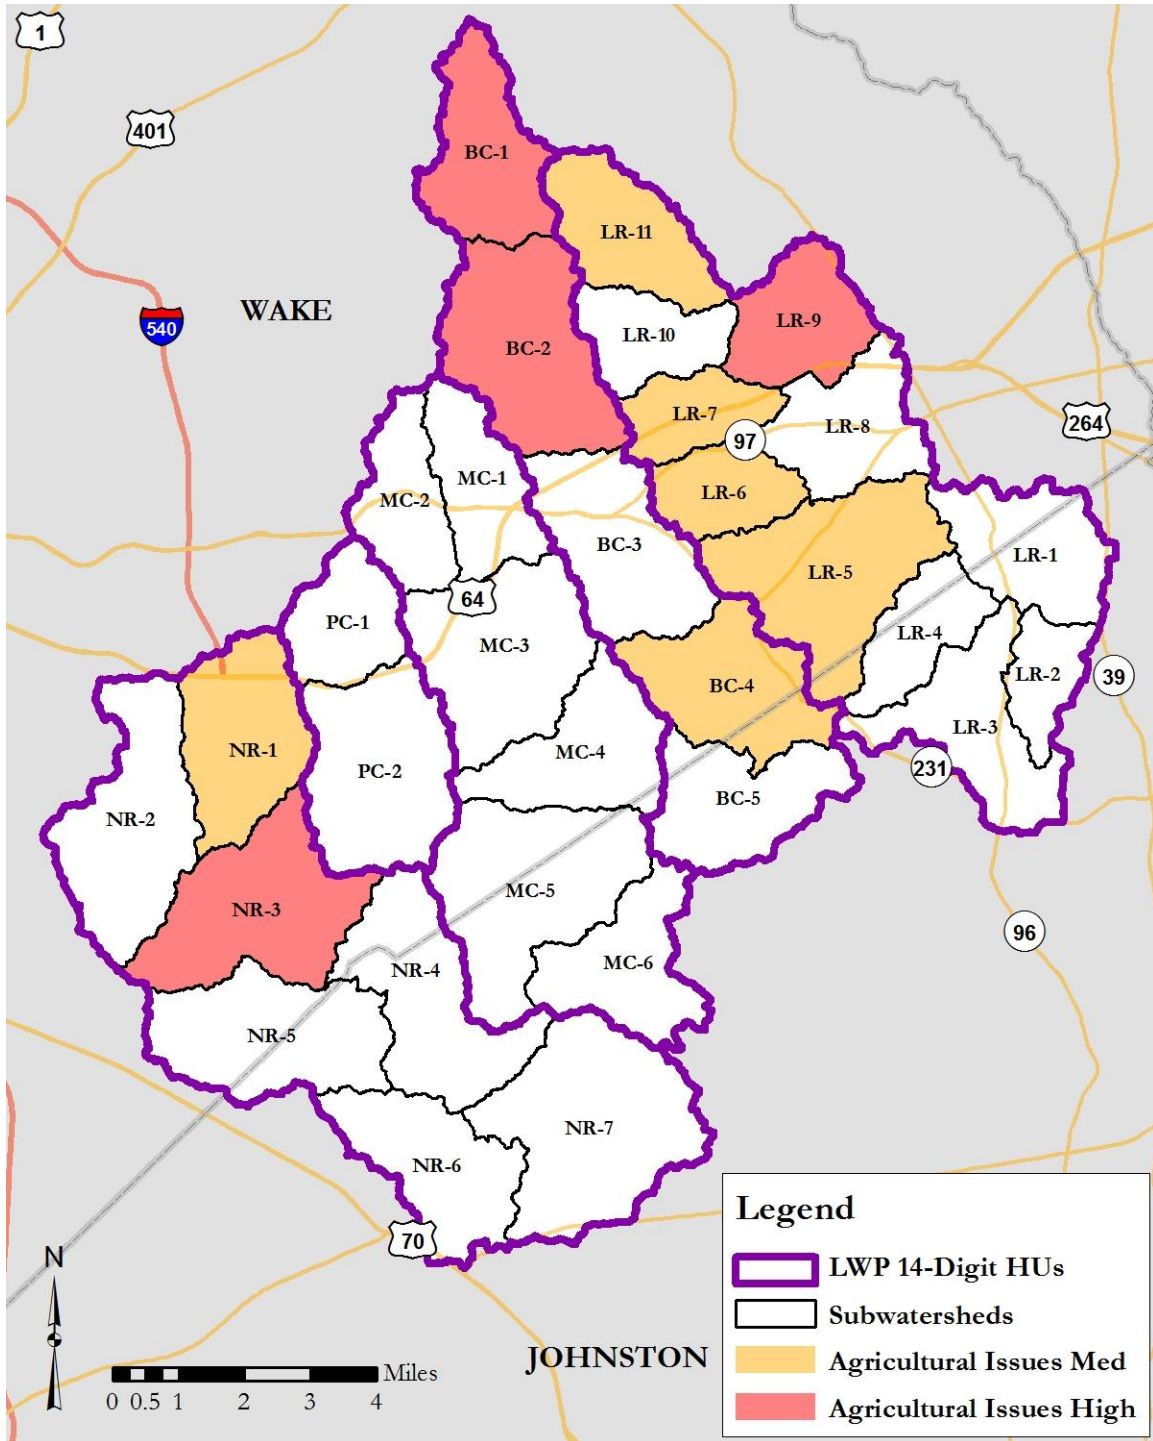 1
401
BC-1
LR-11
WAKE
540
LR-10
LR-9
BC-2
LR-7
264
LR-8
97
MC-1
MC-2
LR-6
BC-3
LR-1
LR-5
64
PC-1
LR-4
MC-3
LR-2
39
BC-4
LR-3
NR-1
MC-4
PC-2
231
BC-5
NR-2
MC-5
NR-3
96
MC-6
NR-4
NR-5
NR-7
NR-6
70
Legend
LWP 14-Digit HUs
Subwatersheds
Agricultural Issues Med
Agricultural Issues High
N
JOHNSTON
Miles
0 0.5 1 2 3 4